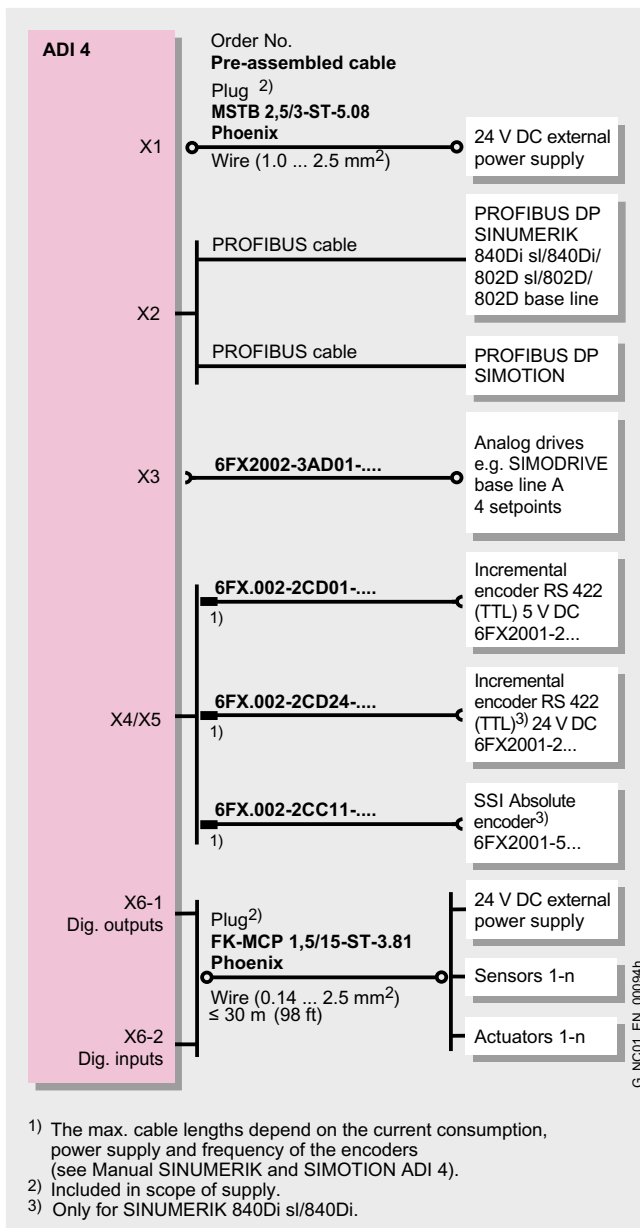 ADI 4
Order No.
Pre-assembled cable
Plug 2)
MSTB 2,5/3-ST-5.08
Phoenix
X1
Wire (1.0 ... 2.5 mm2)
24 V DC external
power supply
X2
PROFIBUS cable
PROFIBUS DP
SINUMERIK
840Di sl/840Di/
802D sl/802D/
802D base line
PROFIBUS cable
PROFIBUS DP
SIMOTION
X3
6FX2002-3AD01-....
Analog drives
e.g. SIMODRIVE
base line A
4 setpoints
X4/X5
6FX.002-2CD01-....
1)
Incremental
encoder RS 422
(TTL) 5 V DC
6FX2001-2...
6FX.002-2CD24-....
1)
Incremental
encoder RS 422
(TTL)3) 24 V DC
6FX2001-2...
6FX.002-2CC11-....
1)
SSI Absolute
encoder3)
6FX2001-5...
X6-1
Dig. outputs
Plug2)
FK-MCP 1,5/15-ST-3.81
Phoenix
Wire (0.14 ... 2.5 mm2)
≤ 30 m (98 ft)
X6-2
Dig. inputs
24 V DC external
power supply
Sensors 1-n
Actuators 1-n
G_NC01_EN_00094b
1) The max. cable lengths depend on the current consumption,
power supply and frequency of the encoders
(see Manual SINUMERIK and SIMOTION ADI 4).
2) Included in scope of supply.
3) Only for SINUMERIK 840Di sl/840Di.